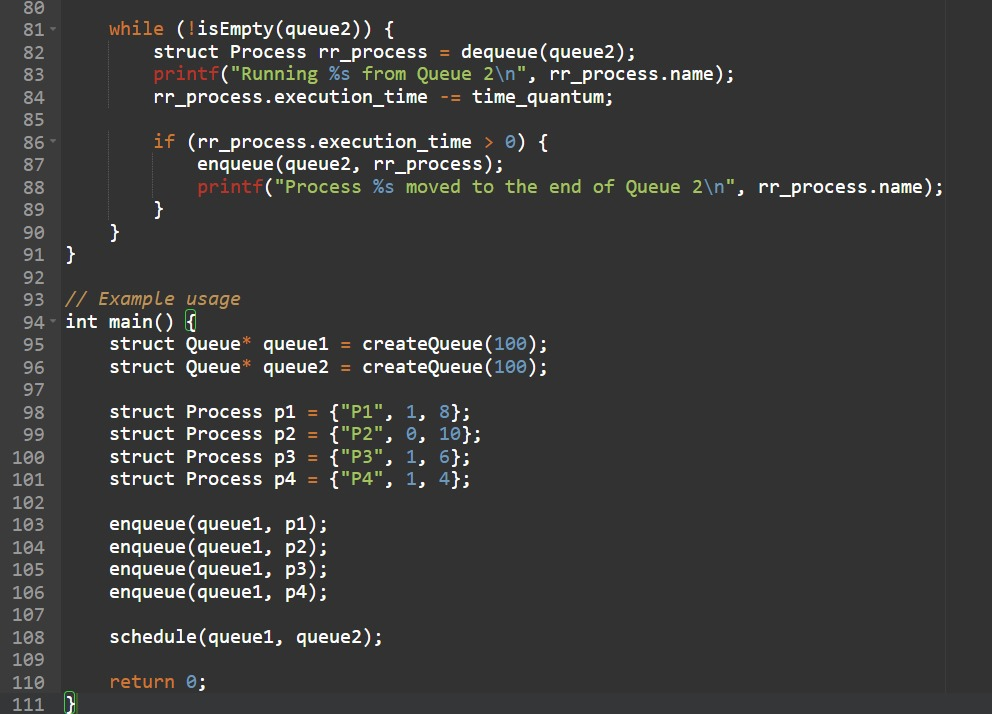 80
81 while (!isEmpty(queue2)) {
82 struct Process rr_process = dequeue(queue2);
83 printf("Running %s from Queue 2\n", rr_process.name);
84 rr_process.execution_time -= time_quantum;
85
86 if (rr_process.execution_time > 0) {
87 enqueue(queue2, rr_process);
88 printf("Process %s moved to the end of Queue 2\n", rr_process.name);
89 }
90 }
91 }
92
93 // Example usage
94 int main() {
95 struct Queue* queue1 = createQueue(100);
96 struct Queue* queue2 = createQueue(100);
97
98 struct Process p1 = {"P1", 1, 8};
99 struct Process p2 = {"P2", 0, 10};
100 struct Process p3 = {"P3", 1, 6};
101 struct Process p4 = {"P4", 1, 4};
102
103 enqueue(queue1, p1);
104 enqueue(queue1, p2);
105 enqueue(queue1, p3);
106 enqueue(queue1, p4);
107
108 schedule(queue1, queue2);
109
110 return 0;
111 }